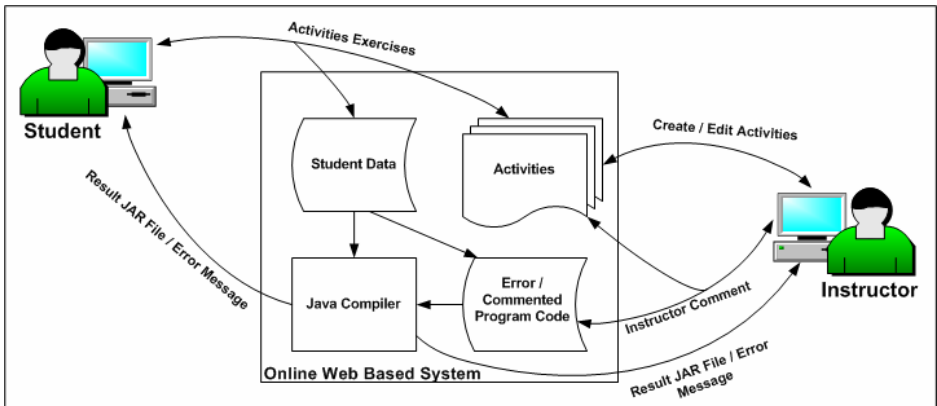 Activities Exercises
Student
Student Data
Activities
Create / Edit Activities
Result JAR File / Error Message
Java Compiler
Error /
Commented
Program Code
Instructor Comment
Instructor
Result JAR File / Error
Message
Online Web Based System